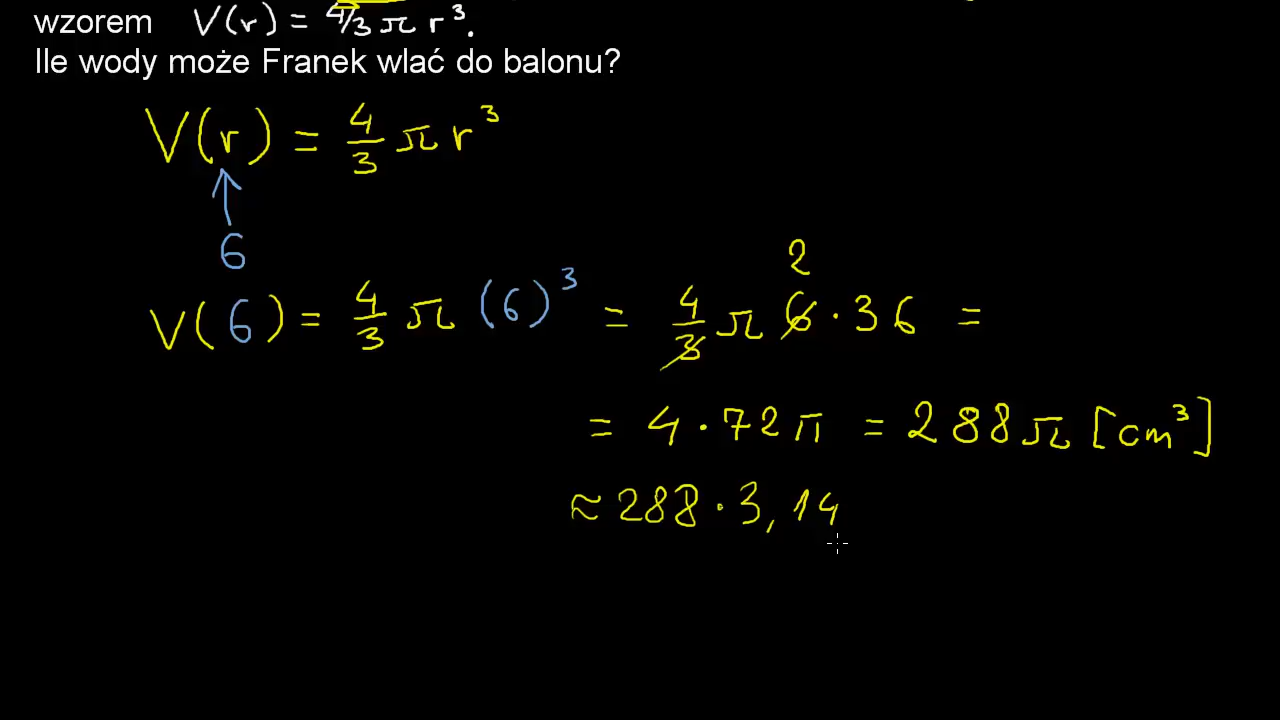 wzorem V(r) = 4/3 π r³.
Ile wody może Franek wlać do balonu?
V(r) = 4/3 π r³
6
2
V(6) = 4/3 π (6)³ = 4/3 π 6 · 36 =
= 4 · 72 π = 288 π [cm³]
≈ 288 · 3,14